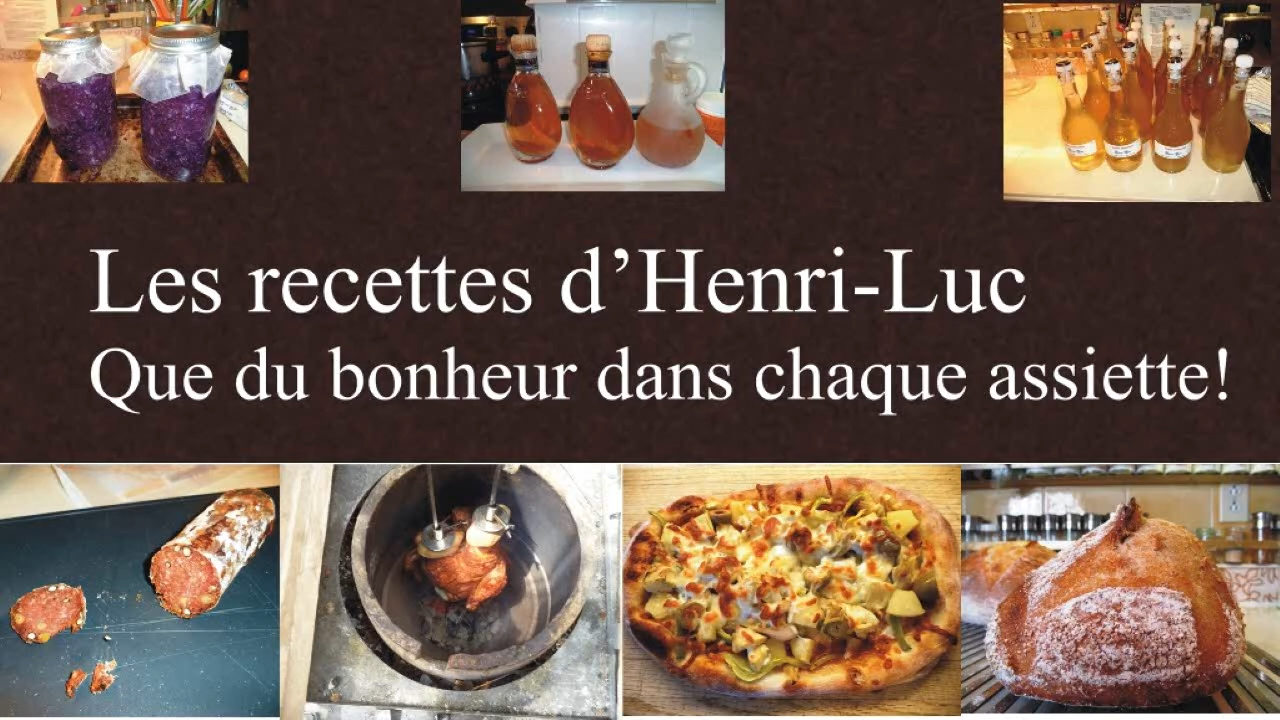 Les recettes d’Henri-Luc
Que du bonheur dans chaque assiette!